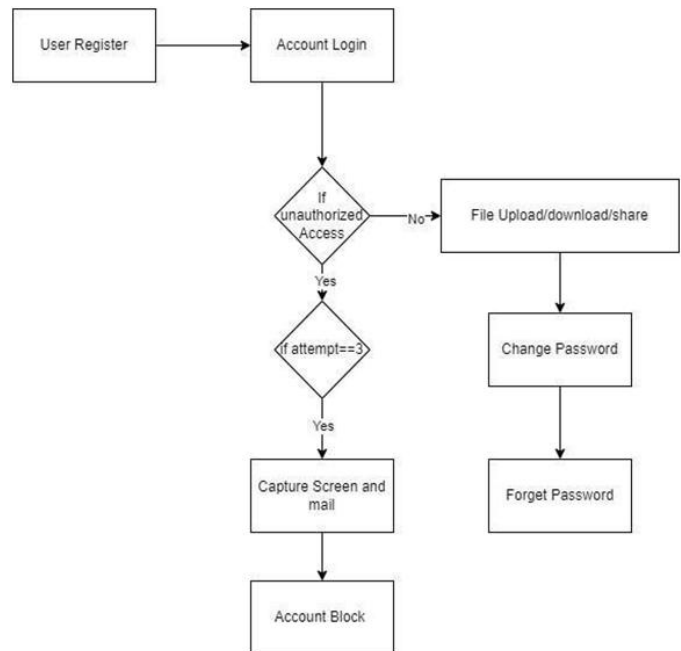 User Register
Account Login
If
unauthorized
Access
No
File Upload/download/share
Yes
if attempt==3
Change Password
Yes
Capture Screen and
mail
Forget Password
Account Block